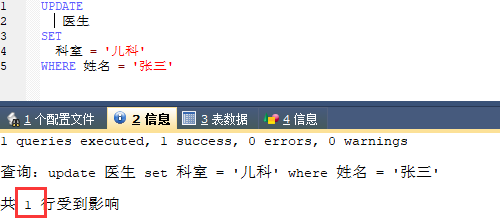 1 UPDATE
2 医生
3 SET
4 科室 = '儿科'
5 WHERE 姓名 = '张三'
1 个配置文件 2 信息 3 表数据 4 信息
1 queries executed, 1 success, 0 errors, 0 warnings
查询: update 医生 set 科室 = '儿科' where 姓名 = '张三'
共 1 行受到影响